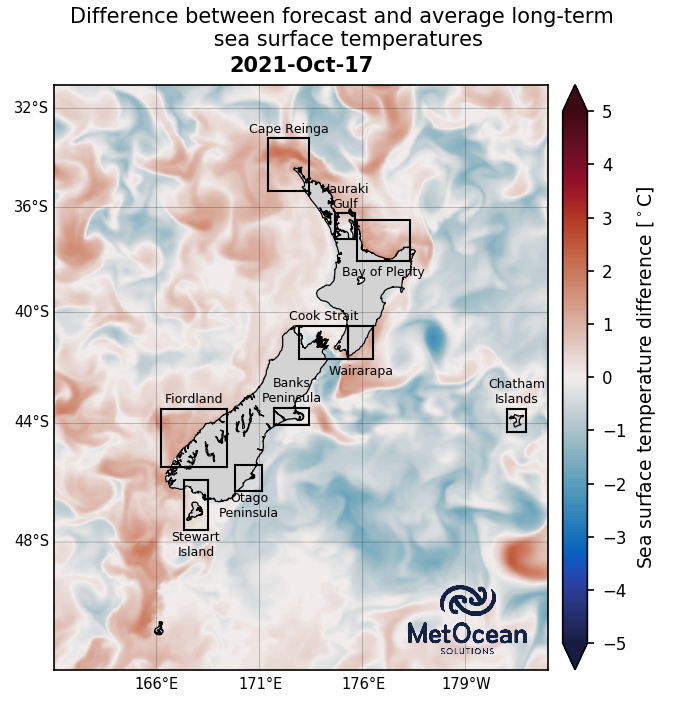 Difference between forecast and average long-term
sea surface temperatures
2021-Oct-17
32°S
36°S
40°S
44°S
48°S
166°E
171°E
176°E
179°W
Cape Reinga
Hauraki
Gulf
Bay of Plenty
Cook Strait
Wairarapa
Banks
Peninsula
Fiordland
Chatham
Islands
Otago
Peninsula
Stewart
Island
MetOcean
SOLUTIONS
5
4
3
2
1
0
−1
−2
−3
−4
−5
Sea surface temperature difference [°C]